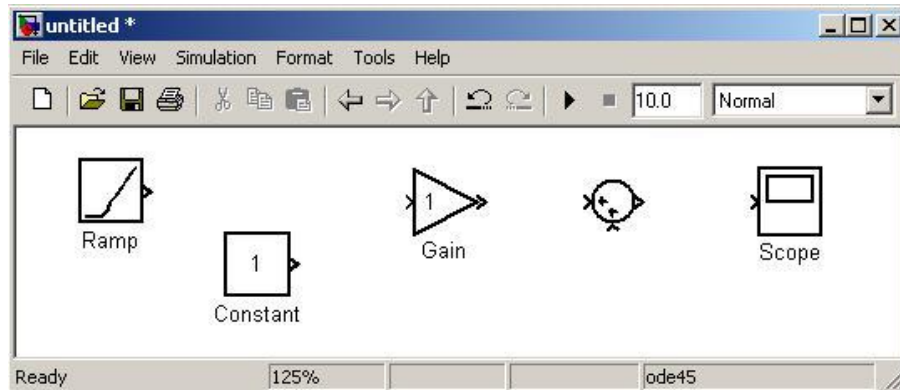 untitled *
File Edit View Simulation Format Tools Help
10.0 Normal
Ramp
1
Constant
1
Gain
Scope
Ready 125% ode45